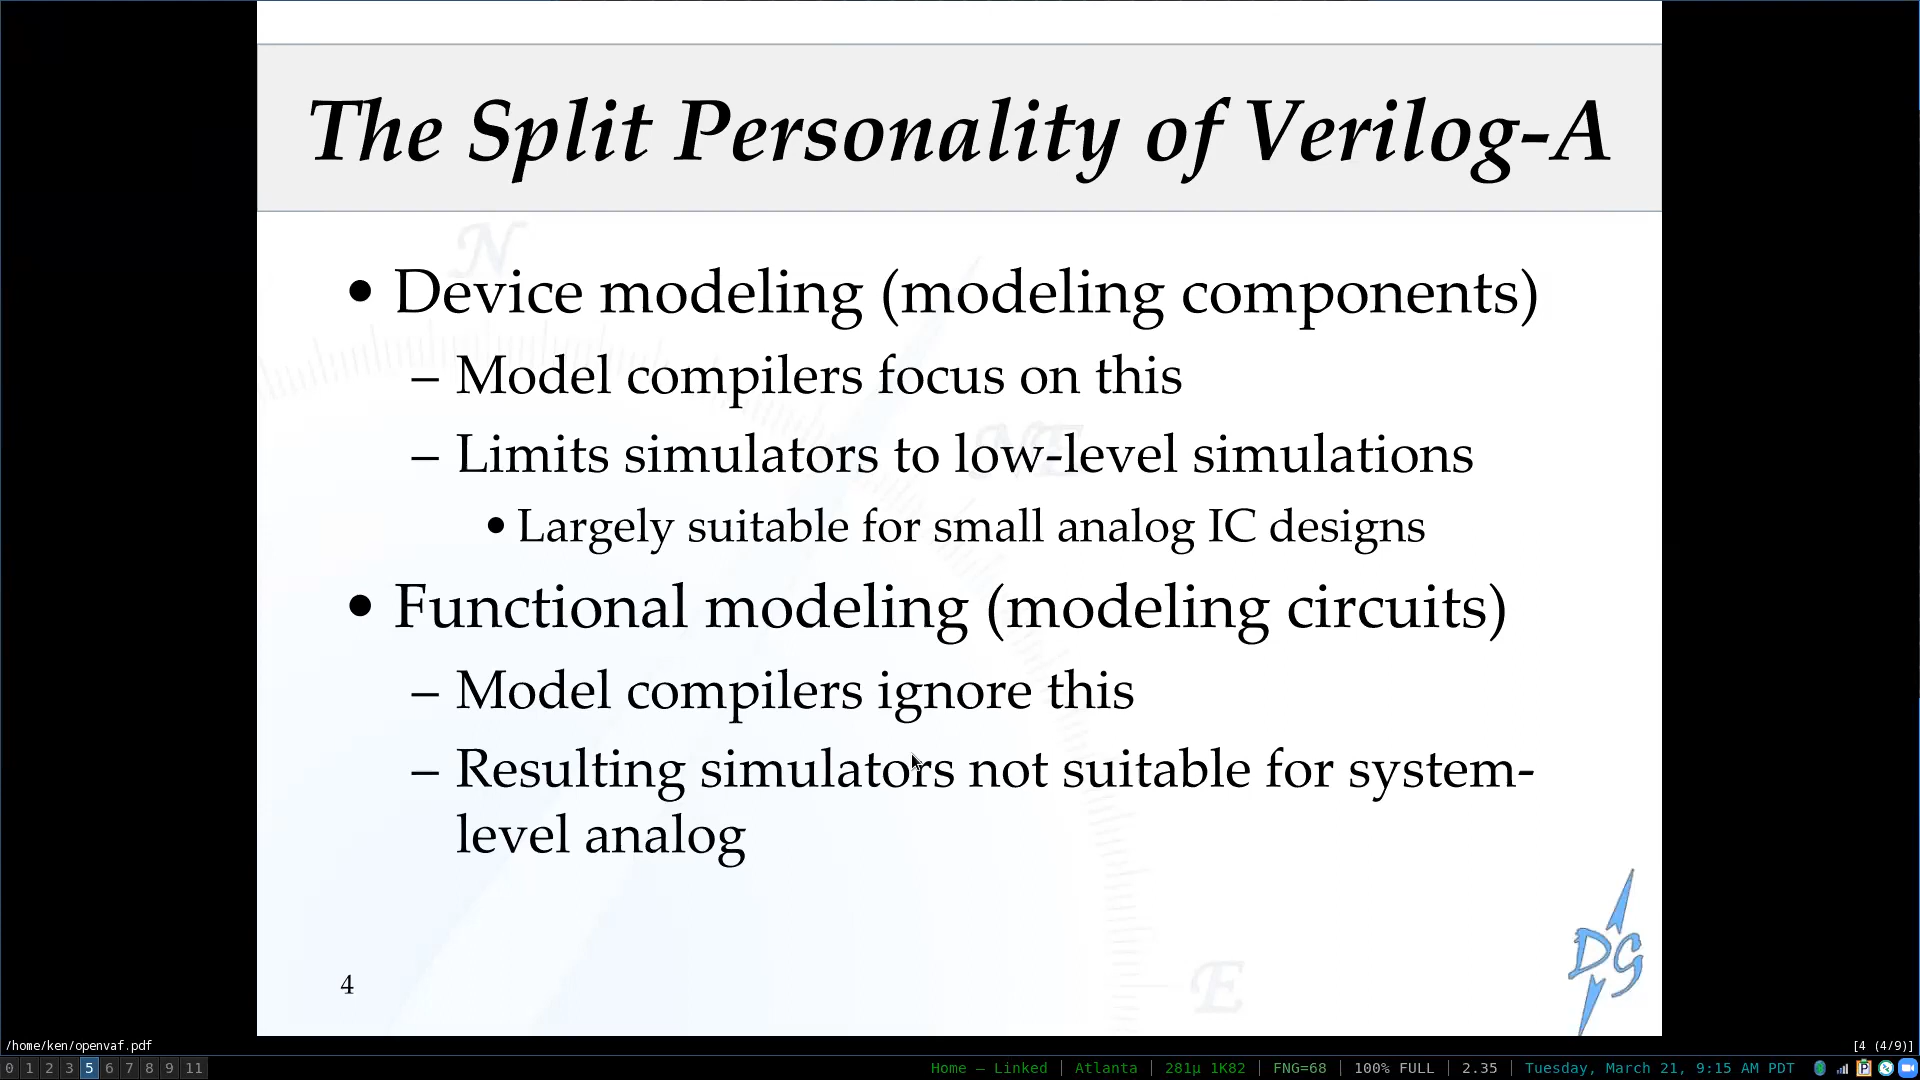 The Split Personality of Verilog-A
N
• Device modeling (modeling components)
– Model compilers focus on this
NE
– Limits simulators to low-level simulations
• Largely suitable for small analog IC designs
• Functional modeling (modeling circuits)
– Model compilers ignore this
– Resulting simulators not suitable for system-
level analog
E
4
DG
/home/ken/openvaf.pdf
[4 (4/9)]
0 1 2 3 5 6 7 8 9 11
Home — Linked | Atlanta | 281µ 1K82 | FNG=68 | 100% FULL | 2.35 | Tuesday, March 21, 9:15 AM PDT